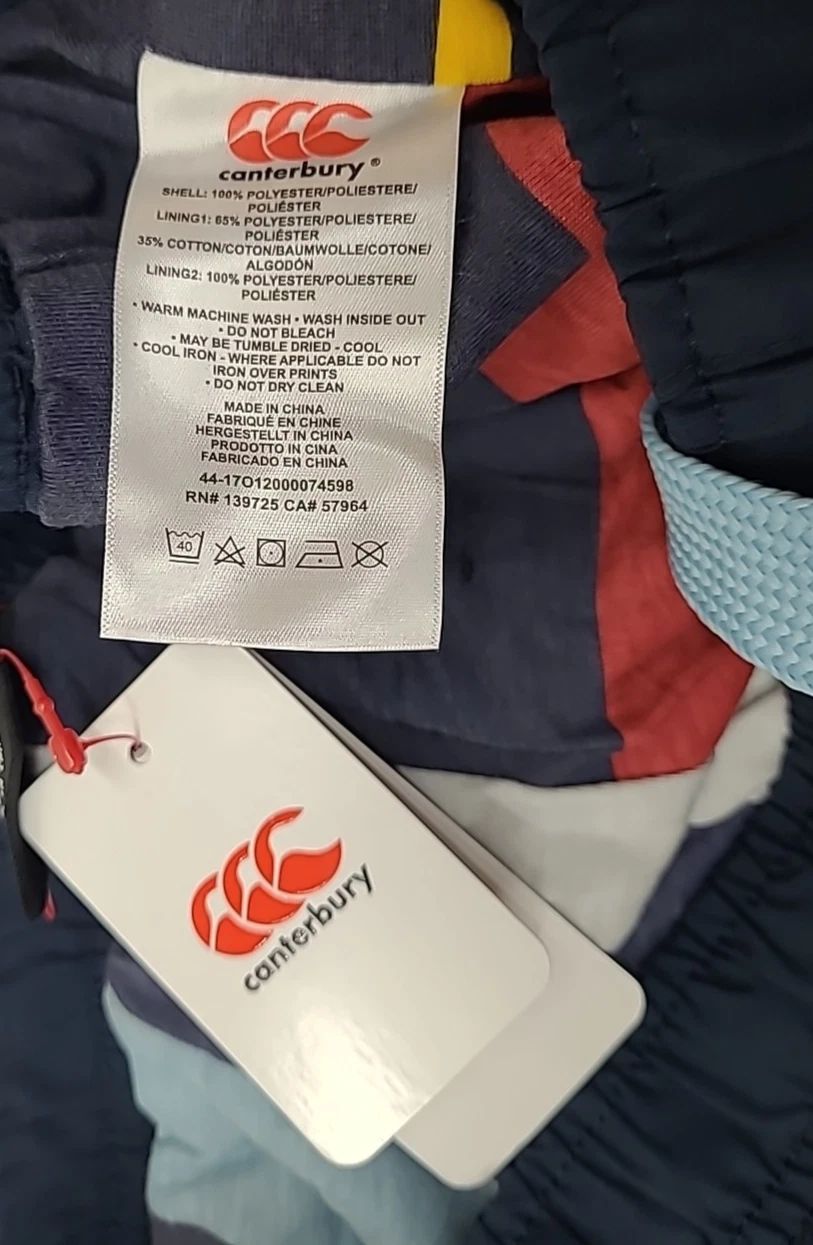 canterbury®
SHELL: 100% POLYESTER/POLIESTERE/
POLIÉSTER
LINING1: 65% POLYESTER/POLIESTERE/
POLIÉSTER
35% COTTON/COTON/BAUMWOLLE/COTONE/
ALGODÓN
LINING2: 100% POLYESTER/POLIESTERE/
POLIÉSTER
• WARM MACHINE WASH • WASH INSIDE OUT
• DO NOT BLEACH
• MAY BE TUMBLE DRIED - COOL
• COOL IRON - WHERE APPLICABLE DO NOT
IRON OVER PRINTS
• DO NOT DRY CLEAN
MADE IN CHINA
FABRIQUÉ EN CHINE
HERGESTELLT IN CHINA
PRODOTTO IN CINA
FABRICADO EN CHINA
44-17O12000074598
RN# 139725 CA# 57964
40
canterbury